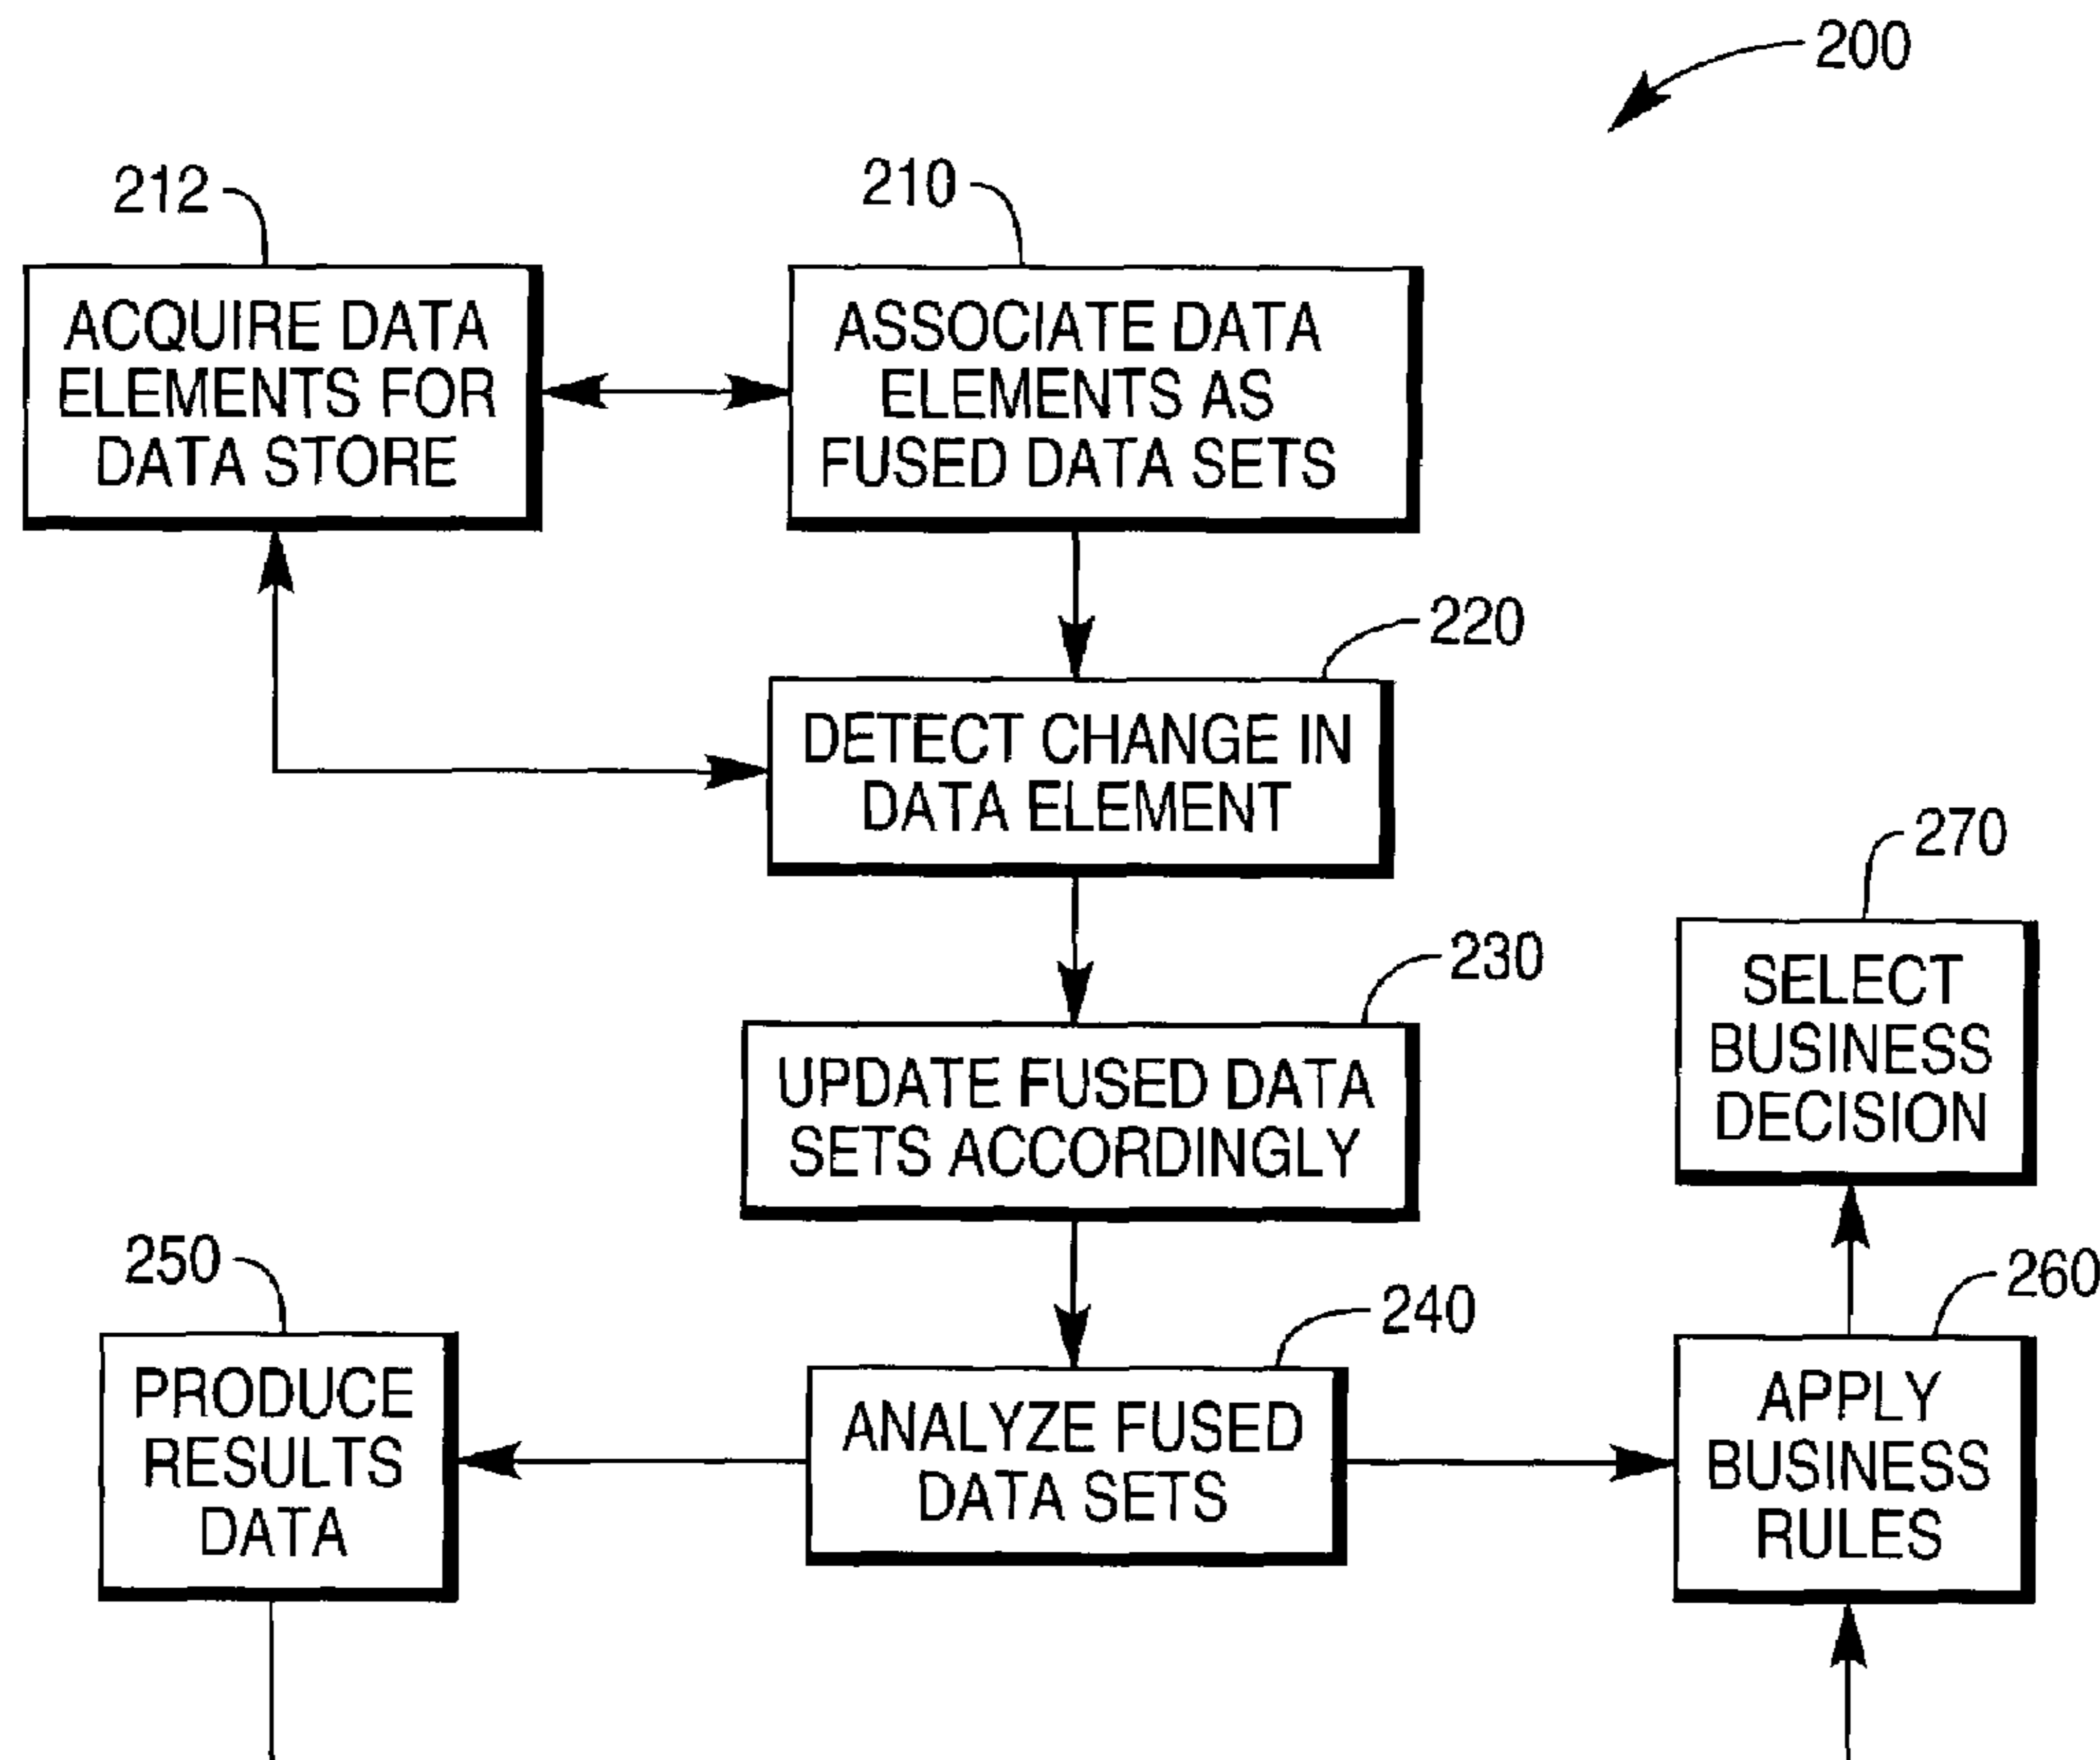 200
212
210
ACQUIRE DATA
ELEMENTS FOR
DATA STORE
ASSOCIATE DATA
ELEMENTS AS
FUSED DATA SETS
220
DETECT CHANGE IN
DATA ELEMENT
270
SELECT
BUSINESS
DECISION
230
UPDATE FUSED DATA
SETS ACCORDINGLY
250
PRODUCE
RESULTS
DATA
240
ANALYZE FUSED
DATA SETS
260
APPLY
BUSINESS
RULES